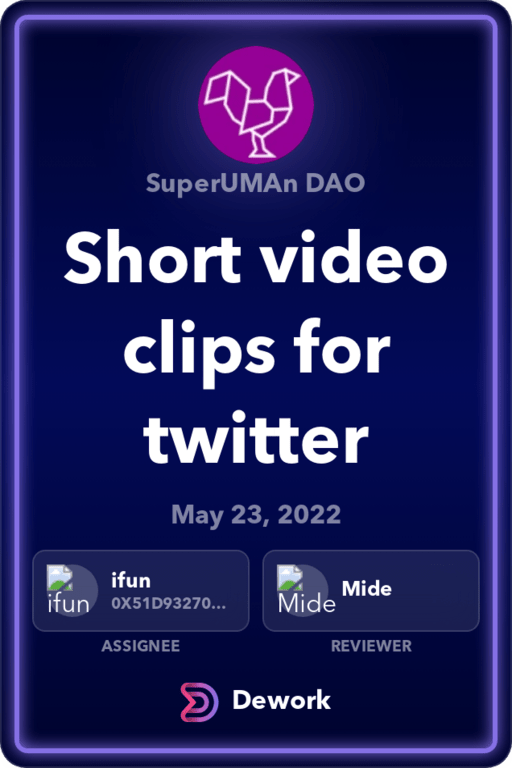 SuperUMAn DAO
Short video
clips for
twitter
May 23, 2022
ifun
ifun
0X51D93270...
Mide
Mide
ASSIGNEE
REVIEWER
Dework